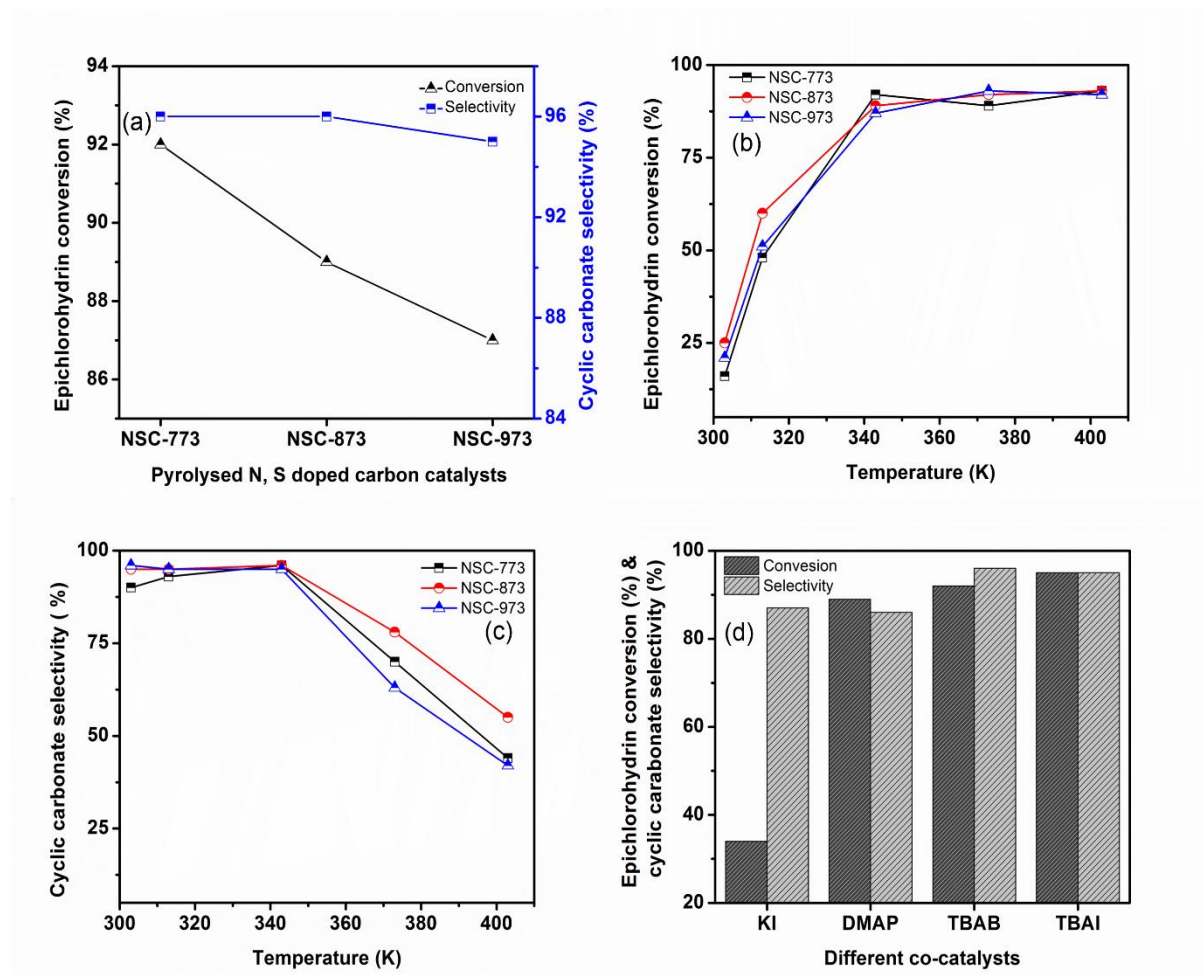 94
92
90
88
86
Epichlorohydrin conversion (%)
(a)
Conversion
Selectivity
96
92
88
84
Cyclic carbonate selectivity (%)
NSC-773 NSC-873 NSC-973
Pyrolysed N, S doped carbon catalysts
100
75
50
25
Epichlorohydrin conversion (%)
NSC-773
NSC-873
NSC-973
(b)
300 320 340 360 380 400
Temperature (K)
100
75
50
25
Cyclic carbonate selectivity ( %)
NSC-773
NSC-873
NSC-973
(c)
300 320 340 360 380 400
Temperature (K)
100
80
60
40
20
Epichlorohydrin conversion (%) &
cyclic carabonate selectivity (%)
Convesion
Selectivity
(d)
KI DMAP TBAB TBAI
Different co-catalysts